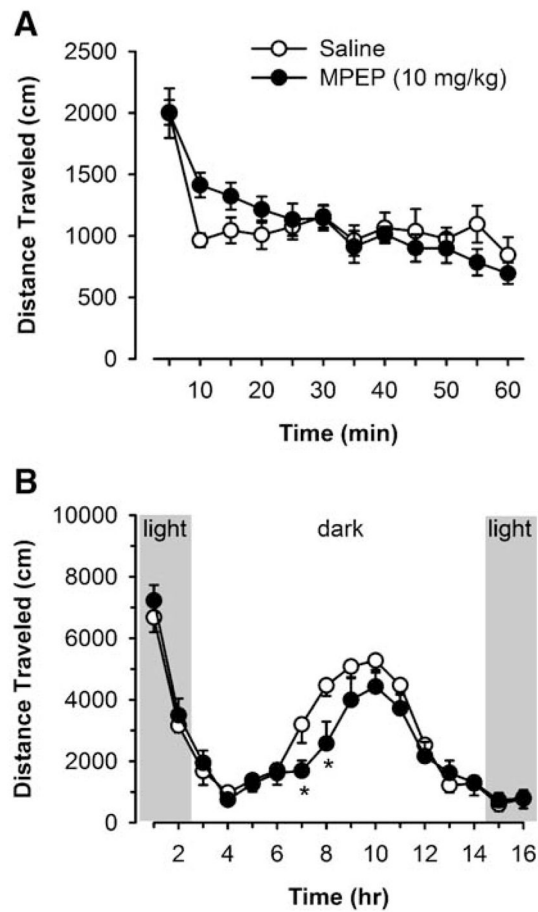 A
Saline
MPEP (10 mg/kg)
Distance Traveled (cm)
2500
2000
1500
1000
500
0
10 20 30 40 50 60
Time (min)
B
Distance Traveled (cm)
10000
8000
6000
4000
2000
0
light dark light
* *
2 4 6 8 10 12 14 16
Time (hr)